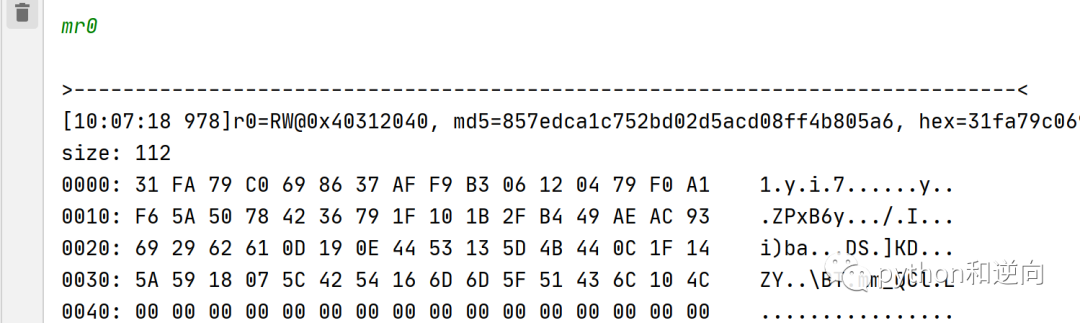 mr0
>-----------------------------------------------------------------------------<
[10:07:18 978]r0=RW@0x40312040, md5=857edca1c752bd02d5acd08ff4b805a6, hex=31fa79c069
size: 112
0000: 31 FA 79 C0 69 86 37 AF F9 B3 06 12 04 79 F0 A1    1.y.i.7......y..
0010: F6 5A 50 78 42 36 79 1F 10 1B 2F B4 49 AE AC 93    .ZPxB6y.../.I...
0020: 69 29 62 61 0D 19 0E 44 53 13 5D 4B 44 0C 1F 14    i)ba...DS.]KD...
0030: 5A 59 18 07 5C 42 54 16 6D 6D 5F 51 43 6C 10 4C    ZY..\BT.mm_QCl.L
0040: 00 00 00 00 00 00 00 00 00 00 00 00 00 00 00 00    ................
python和逆向